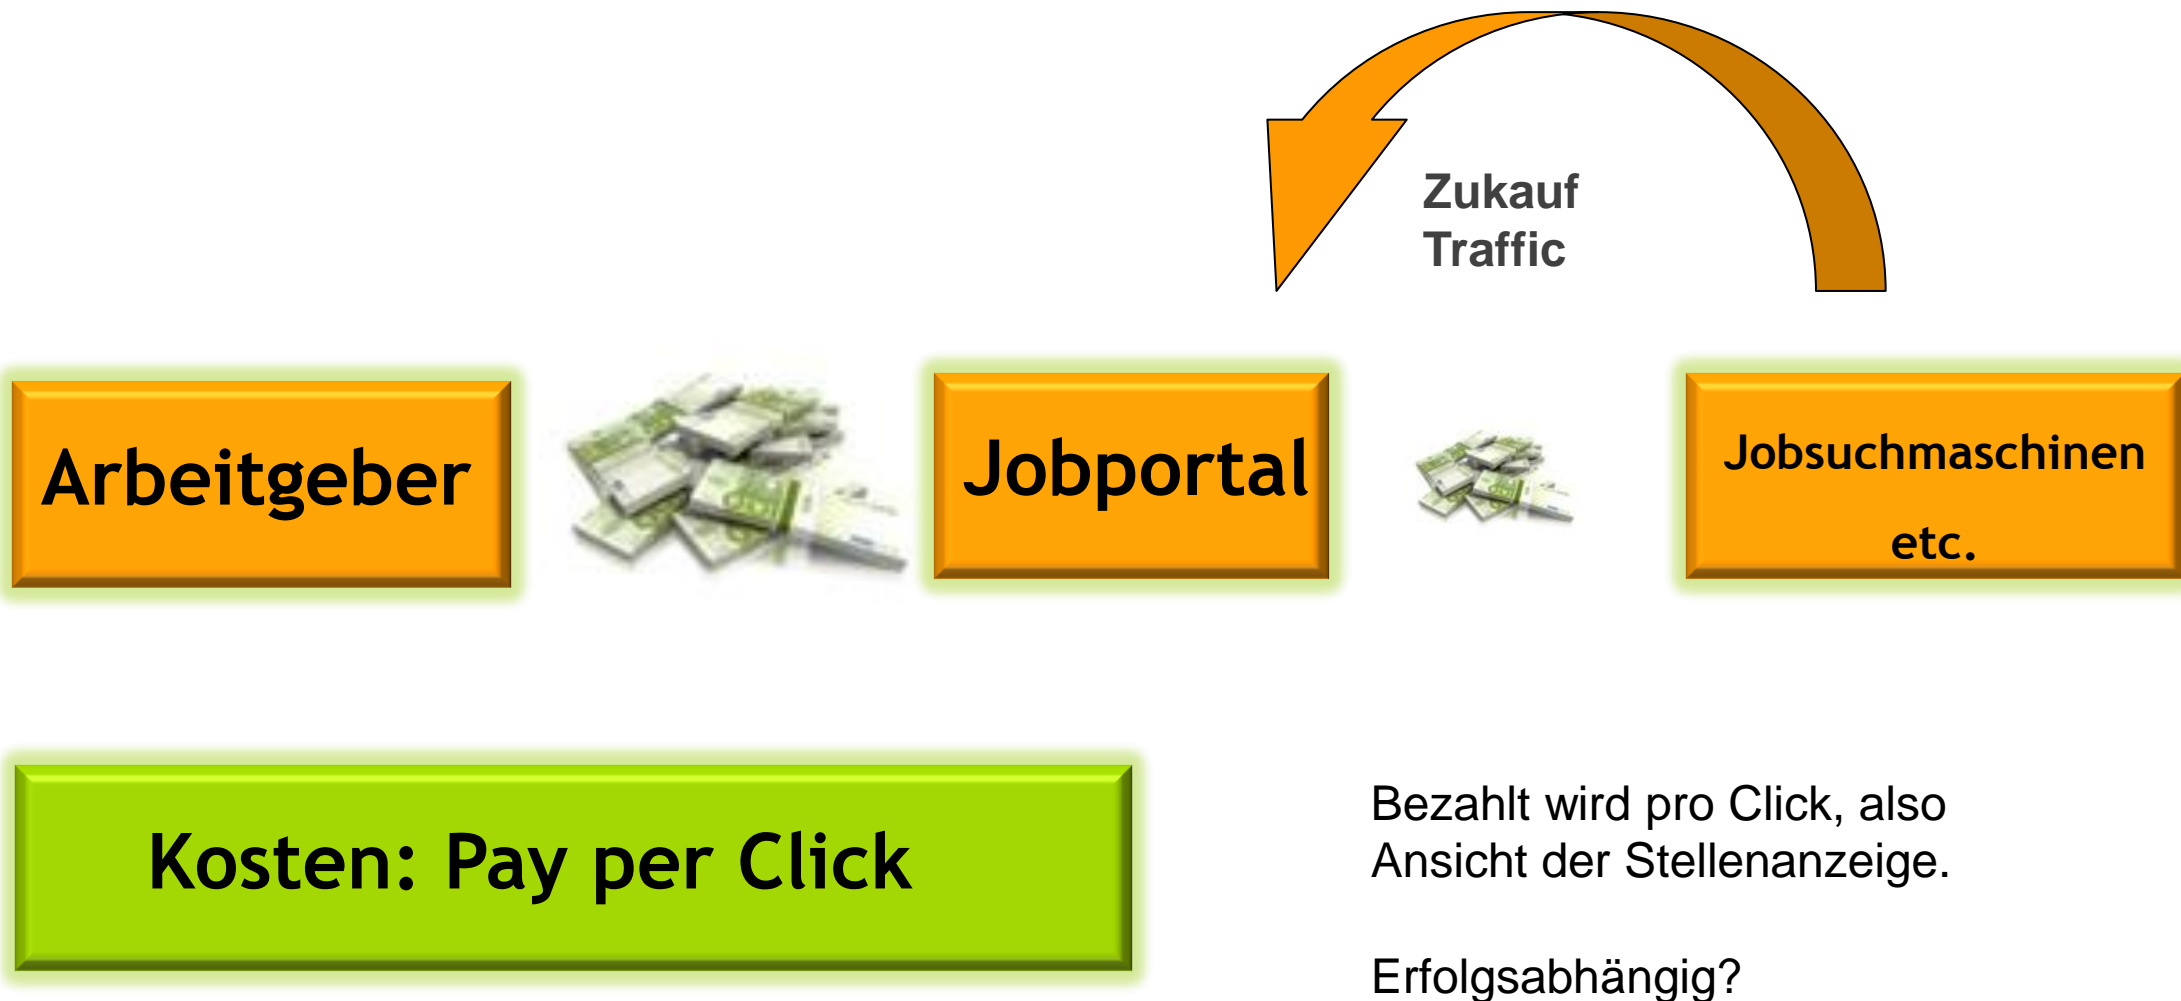 Zukauf
Traffic
Arbeitgeber
Jobportal
Jobsuchmaschinen
etc.
Kosten: Pay per Click
Bezahlt wird pro Click, also
Ansicht der Stellenanzeige.
Erfolgsabhängig?